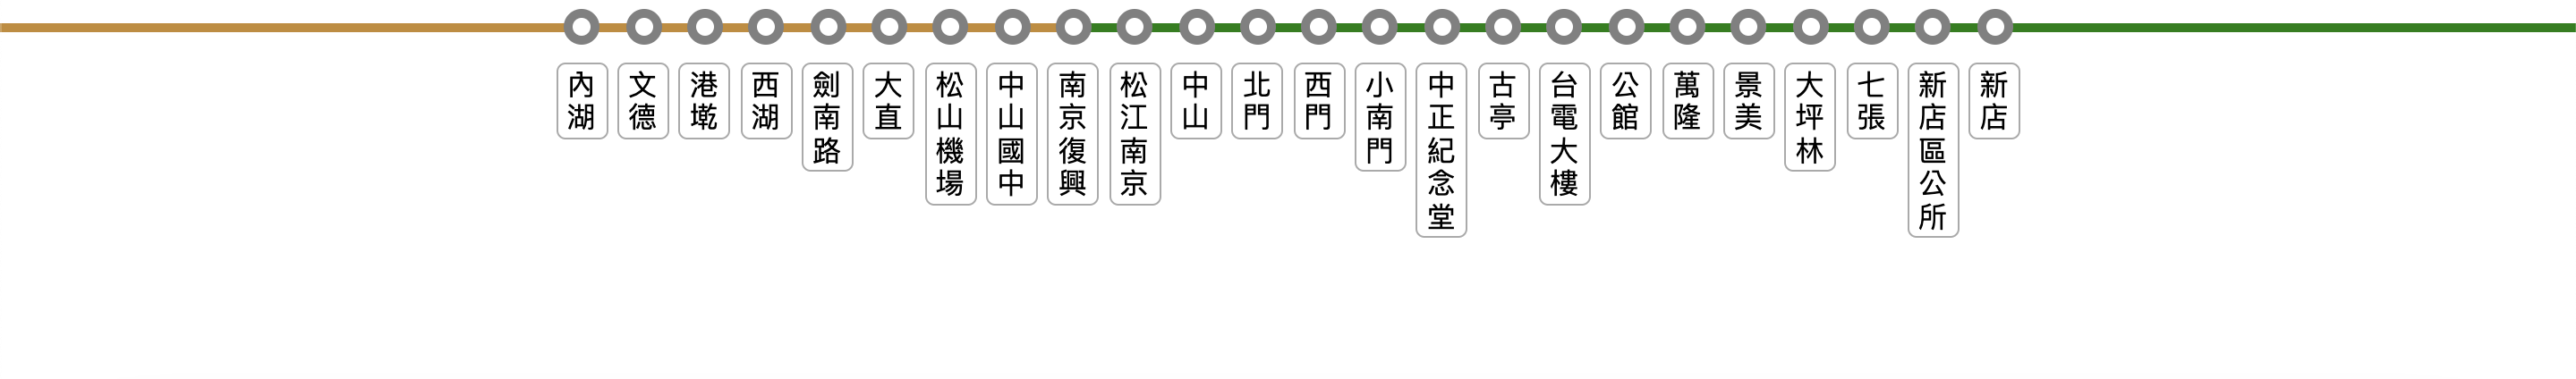 內湖
文德
港墘
西湖
劍南路
大直
松山機場
中山國中
南京復興
松江南京
中山
北門
西門
小南門
中正紀念堂
古亭
台電大樓
公館
萬隆
景美
大坪林
七張
新店區公所
新店